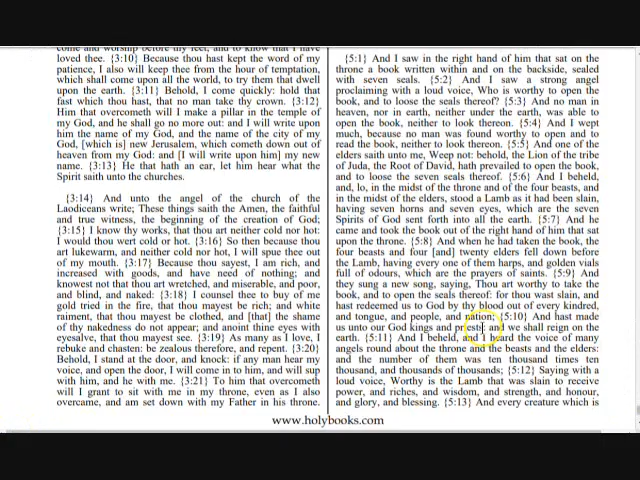 come and worship before thy feet, and to know that I have
loved thee. {3:10} Because thou hast kept the word of my
patience, I also will keep thee from the hour of temptation,
which shall come upon all the world, to try them that dwell
upon the earth. {3:11} Behold, I come quickly: hold that
fast which thou hast, that no man take thy crown. {3:12}
Him that overcometh will I make a pillar in the temple of
my God, and he shall go no more out: and I will write upon
him the name of my God, and the name of the city of my
God, [which is] new Jerusalem, which cometh down out of
heaven from my God: and [I will write upon him] my new
name. {3:13} He that hath an ear, let him hear what the
Spirit saith unto the churches.
{3:14} And unto the angel of the church of the
Laodiceans write; These things saith the Amen, the faithful
and true witness, the beginning of the creation of God;
{3:15} I know thy works, that thou art neither cold nor hot:
I would thou wert cold or hot. {3:16} So then because thou
art lukewarm, and neither cold nor hot, I will spue thee out
of my mouth. {3:17} Because thou sayest, I am rich, and
increased with goods, and have need of nothing; and
knowest not that thou art wretched, and miserable, and poor,
and blind, and naked: {3:18} I counsel thee to buy of me
gold tried in the fire, that thou mayest be rich; and white
raiment, that thou mayest be clothed, and [that] the shame
of thy nakedness do not appear; and anoint thine eyes with
eyesalve, that thou mayest see. {3:19} As many as I love, I
rebuke and chasten: be zealous therefore, and repent. {3:20}
Behold, I stand at the door, and knock: if any man hear my
voice, and open the door, I will come in to him, and will sup
with him, and he with me. {3:21} To him that overcometh
will I grant to sit with me in my throne, even as I also
overcame, and am set down with my Father in his throne.
{5:1} And I saw in the right hand of him that sat on the
throne a book written within and on the backside, sealed
with seven seals. {5:2} And I saw a strong angel
proclaiming with a loud voice, Who is worthy to open the
book, and to loose the seals thereof? {5:3} And no man in
heaven, nor in earth, neither under the earth, was able to
open the book, neither to look thereon. {5:4} And I wept
much, because no man was found worthy to open and to
read the book, neither to look thereon. {5:5} And one of the
elders saith unto me, Weep not: behold, the Lion of the tribe
of Juda, the Root of David, hath prevailed to open the book,
and to loose the seven seals thereof. {5:6} And I beheld,
and, lo, in the midst of the throne and of the four beasts, and
in the midst of the elders, stood a Lamb as it had been slain,
having seven horns and seven eyes, which are the seven
Spirits of God sent forth into all the earth. {5:7} And he
came and took the book out of the right hand of him that sat
upon the throne. {5:8} And when he had taken the book, the
four beasts and four [and] twenty elders fell down before
the Lamb, having every one of them harps, and golden vials
full of odours, which are the prayers of saints. {5:9} And
they sung a new song, saying, Thou art worthy to take the
book, and to open the seals thereof: for thou wast slain, and
hast redeemed us to God by thy blood out of every kindred,
and tongue, and people, and nation; {5:10} And hast made
us unto our God kings and priests: and we shall reign on the
earth. {5:11} And I beheld, and I heard the voice of many
angels round about the throne and the beasts and the elders:
and the number of them was ten thousand times ten
thousand, and thousands of thousands; {5:12} Saying with a
loud voice, Worthy is the Lamb that was slain to receive
power, and riches, and wisdom, and strength, and honour,
and glory, and blessing. {5:13} And every creature which is
www.holybooks.com